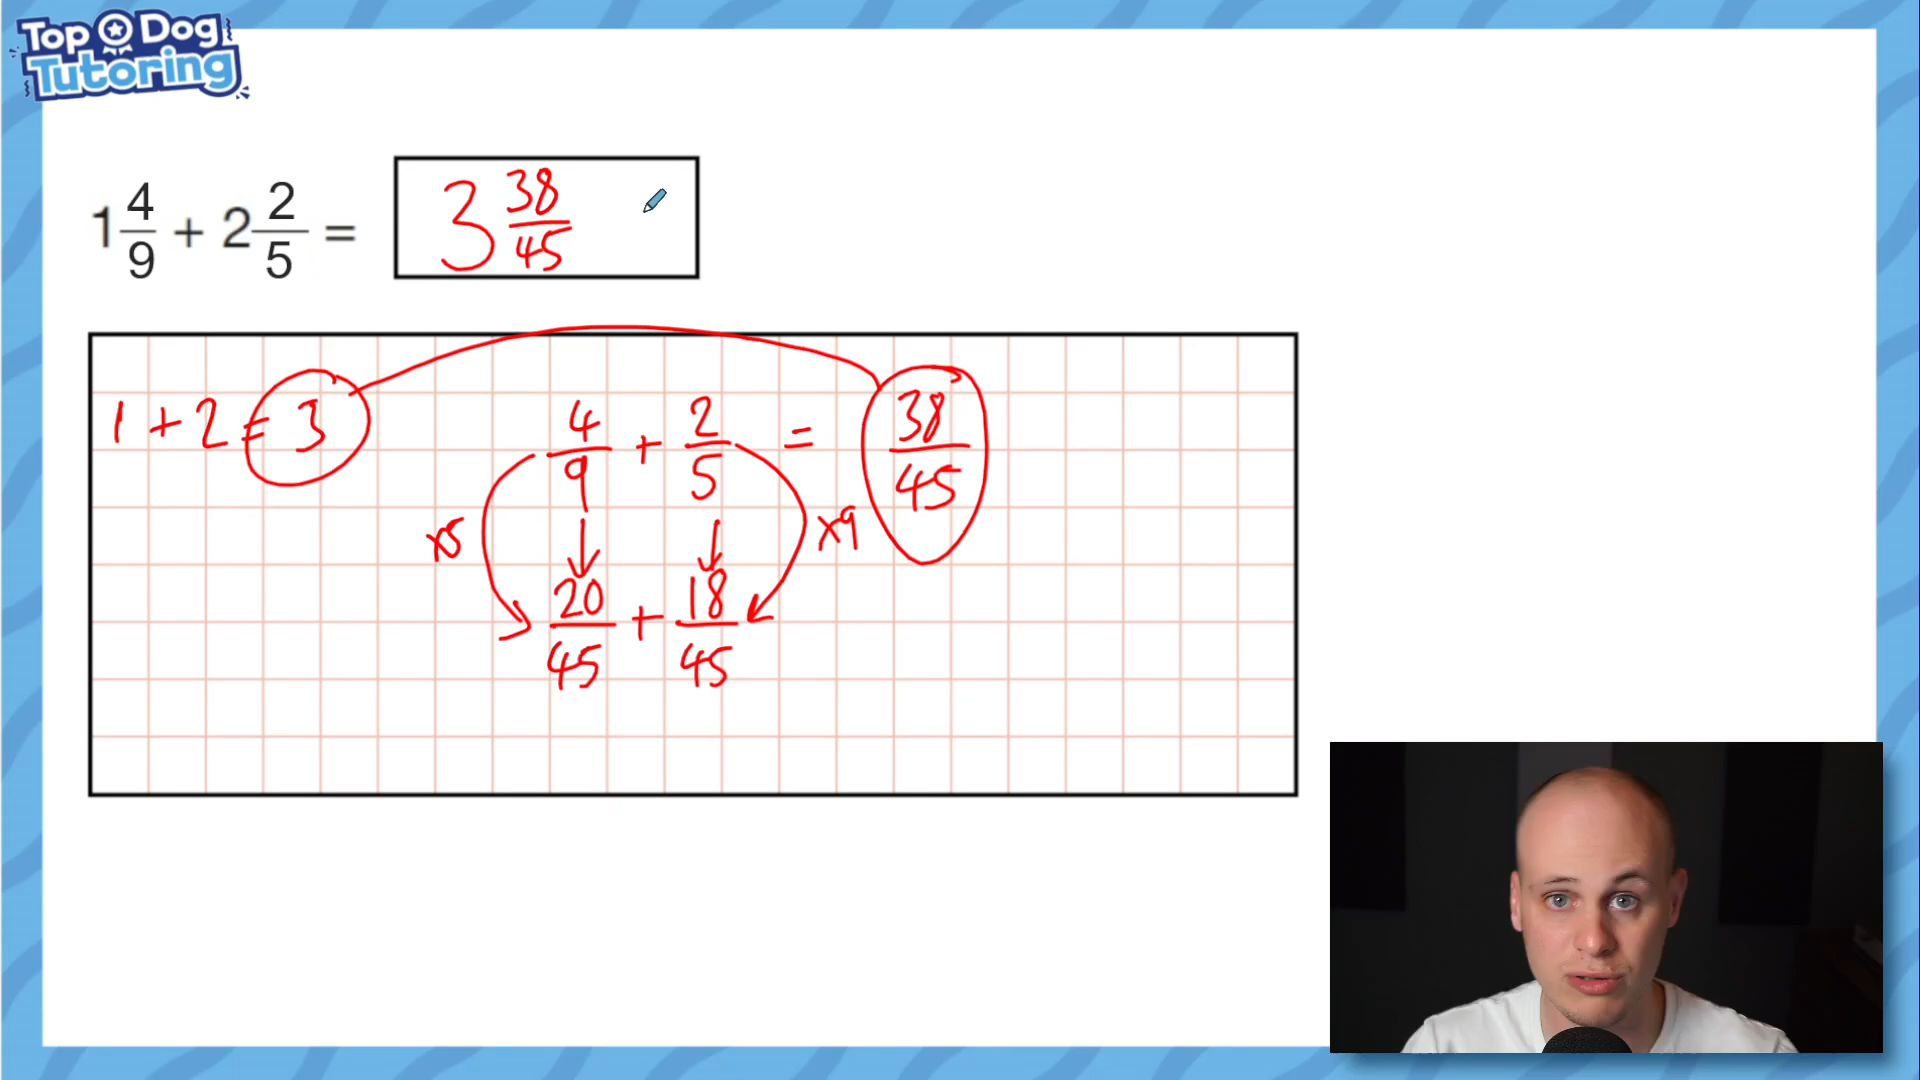 Top Dog
Tutoring
1 4/9 + 2 2/5 = 3 38/45
1 + 2 = 3
4/9 + 2/5 = 38/45
x5
x9
20/45 + 18/45